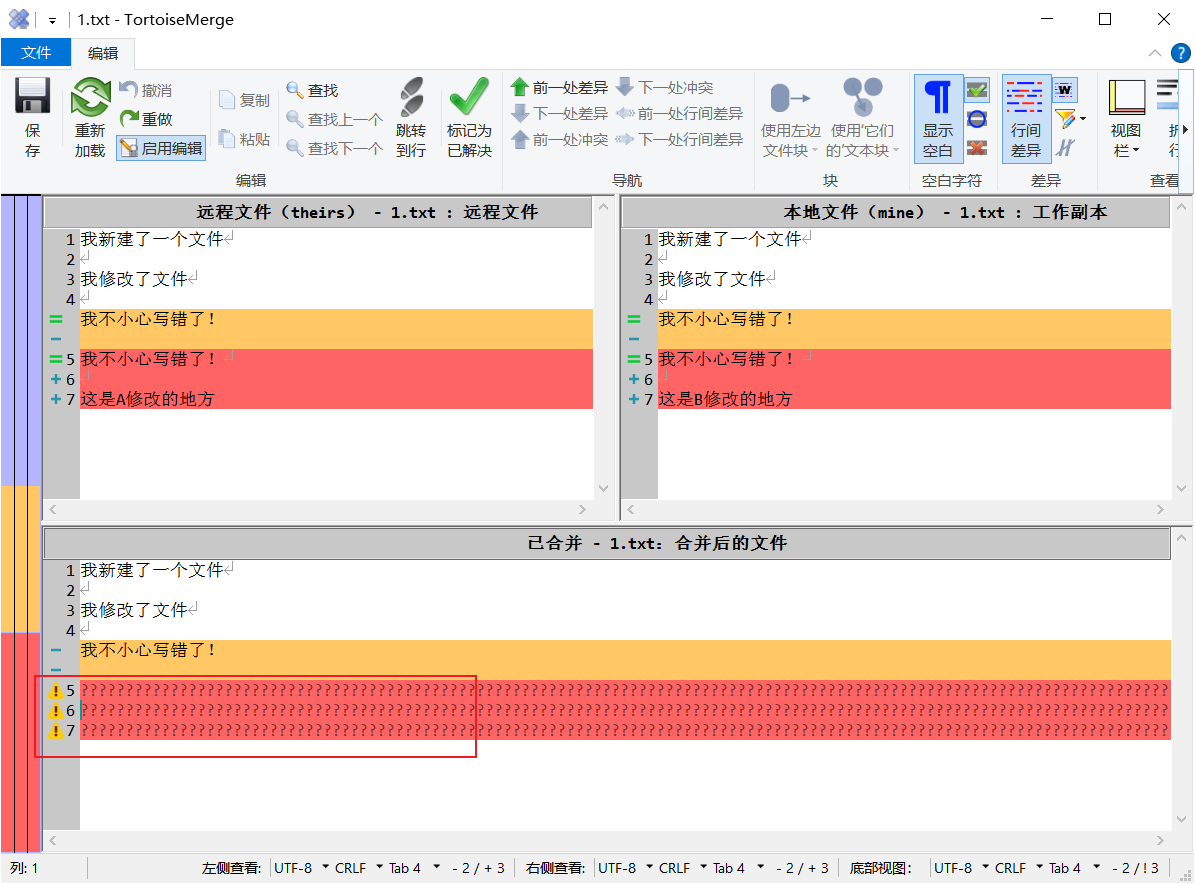 1.txt - TortoiseMerge
文件 编辑
保存
重新加载
撤消
重做
启用编辑
复制
粘贴
查找
查找上一个
查找下一个
跳转到行
标记为已解决
编辑
前一处差异 下一处冲突
下一处差异 前一处行间差异
前一处冲突 下一处行间差异
导航
使用左边文件块
使用'它们的'文本块
块
显示空白
空白字符
行间差异
差异
视图栏
查看
远程文件（theirs） - 1.txt : 远程文件
1 我新建了一个文件
2
3 我修改了文件
4
我不小心写错了!
5 我不小心写错了!
6
7 这是A修改的地方
本地文件（mine） - 1.txt : 工作副本
1 我新建了一个文件
2
3 我修改了文件
4
我不小心写错了!
5 我不小心写错了!
6
7 这是B修改的地方
已合并 - 1.txt: 合并后的文件
1 我新建了一个文件
2
3 我修改了文件
4
我不小心写错了!
5 ????????????????????????????????????????????????????????????????????????????????????????????????????????????????????????
6 ????????????????????????????????????????????????????????????????????????????????????????????????????????????????????????
7 ????????????????????????????????????????????????????????????????????????????????????????????????????????????????????????
列: 1 左侧查看: UTF-8 CRLF Tab 4 - 2 / + 3 右侧查看: UTF-8 CRLF Tab 4 - 2 / + 3 底部视图: UTF-8 CRLF Tab 4 - 2 / ! 3